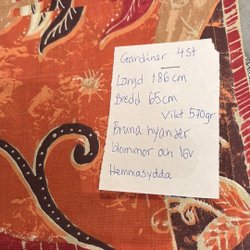 Gardiner 4st
Längd 186cm
Bredd 65cm
Vikt 570gr
Bruna nyanser
blommor och löv
Hemmasydda